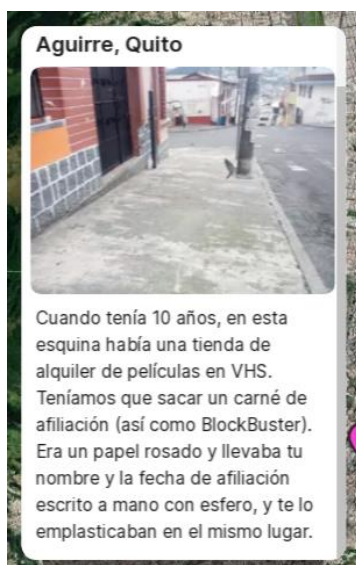 Aguirre, Quito
Cuando tenía 10 años, en esta
esquina había una tienda de
alquiler de películas en VHS.
Teníamos que sacar un carné de
afiliación (así como BlockBuster).
Era un papel rosado y llevaba tu
nombre y la fecha de afiliación
escrito a mano con esfero, y te lo
emplasticaban en el mismo lugar.